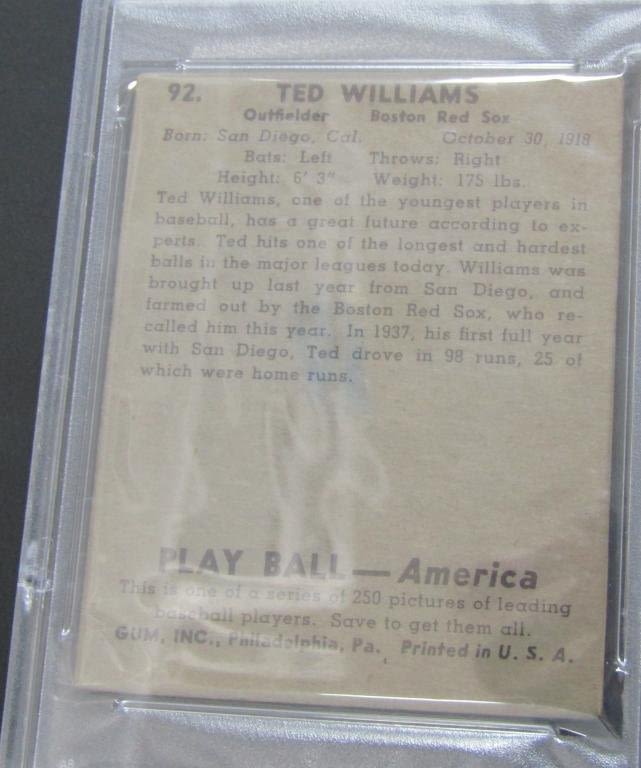 92. TED WILLIAMS
Outfielder Boston Red Sox
Born: San Diego, Cal. October 30, 1918
Bats: Left Throws: Right
Height: 6' 3" Weight: 175 lbs.
Ted Williams, one of the youngest players in
baseball, has a great future according to ex-
perts. Ted hits one of the longest and hardest
balls in the major leagues today. Williams was
brought up last year from San Diego, and
farmed out by the Boston Red Sox, who re-
called him this year. In 1937, his first full year
with San Diego, Ted drove in 98 runs, 25 of
which were home runs.
PLAY BALL — America
This is one of a series of 250 pictures of leading
baseball players. Save to get them all.
GUM, INC., Philadelphia, Pa. Printed in U. S. A.